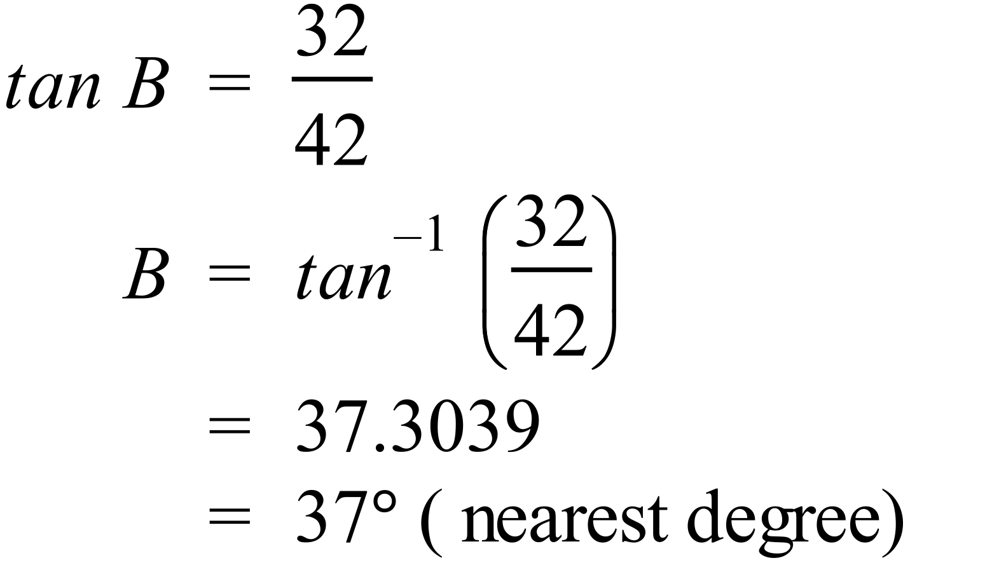 tan B = 32/42
B = tan⁻¹ (32/42)
= 37.3039
= 37° ( nearest degree)